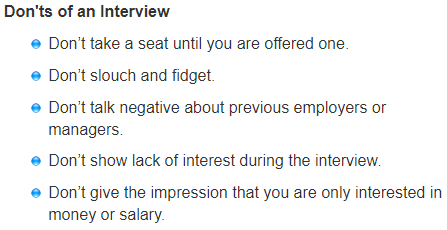 Don'ts of an Interview
Don’t take a seat until you are offered one.
Don’t slouch and fidget.
Don’t talk negative about previous employers or
managers.
Don’t show lack of interest during the interview.
Don’t give the impression that you are only interested in
money or salary.